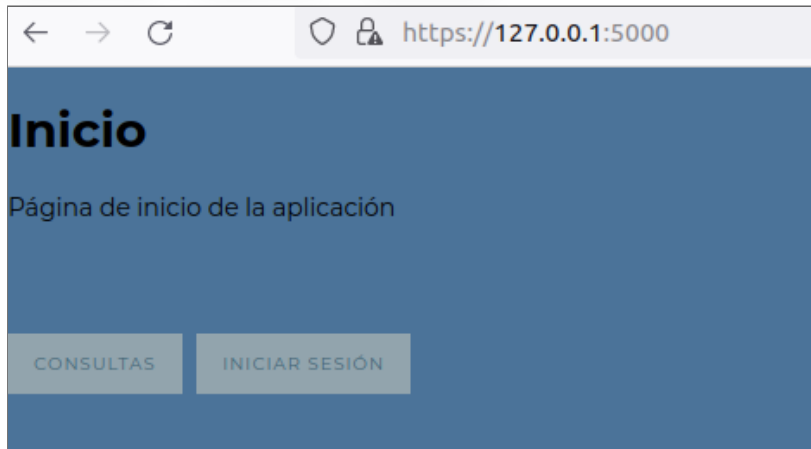 https://127.0.0.1:5000
Inicio
Página de inicio de la aplicación
CONSULTAS INICIAR SESIÓN